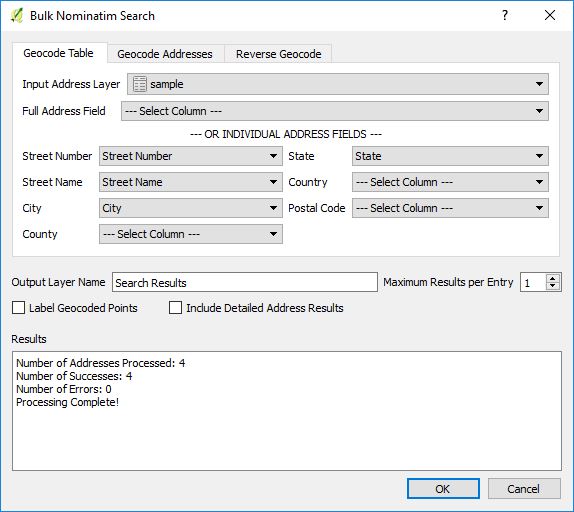 Bulk Nominatim Search
?
Geocode Table Geocode Addresses Reverse Geocode
Input Address Layer sample
Full Address Field --- Select Column ---
--- OR INDIVIDUAL ADDRESS FIELDS ---
Street Number Street Number State State
Street Name Street Name Country --- Select Column ---
City City Postal Code --- Select Column ---
County --- Select Column ---
Output Layer Name Search Results Maximum Results per Entry 1
Label Geocoded Points Include Detailed Address Results
Results
Number of Addresses Processed: 4
Number of Successes: 4
Number of Errors: 0
Processing Complete!
OK Cancel